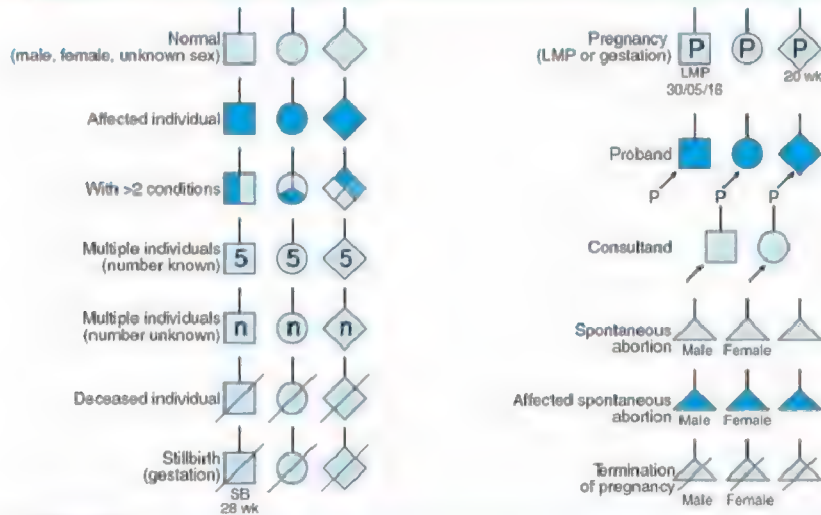 Normal
(male, female, unknown sex)
Affected individual
With >2 conditions
Multiple individuals
(number known)
5 5 5
Multiple individuals
(number unknown)
n n n
Deceased individual
Stillbirth
(gestation)
SB
28 wk
Pregnancy
(LMP or gestation)
P P P
LMP
30/05/16
20 wk
Proband
P P P
Consultand
Spontaneous
abortion
Male Female
Affected spontaneous
abortion
Male Female
Termination
of pregnancy
Male Female